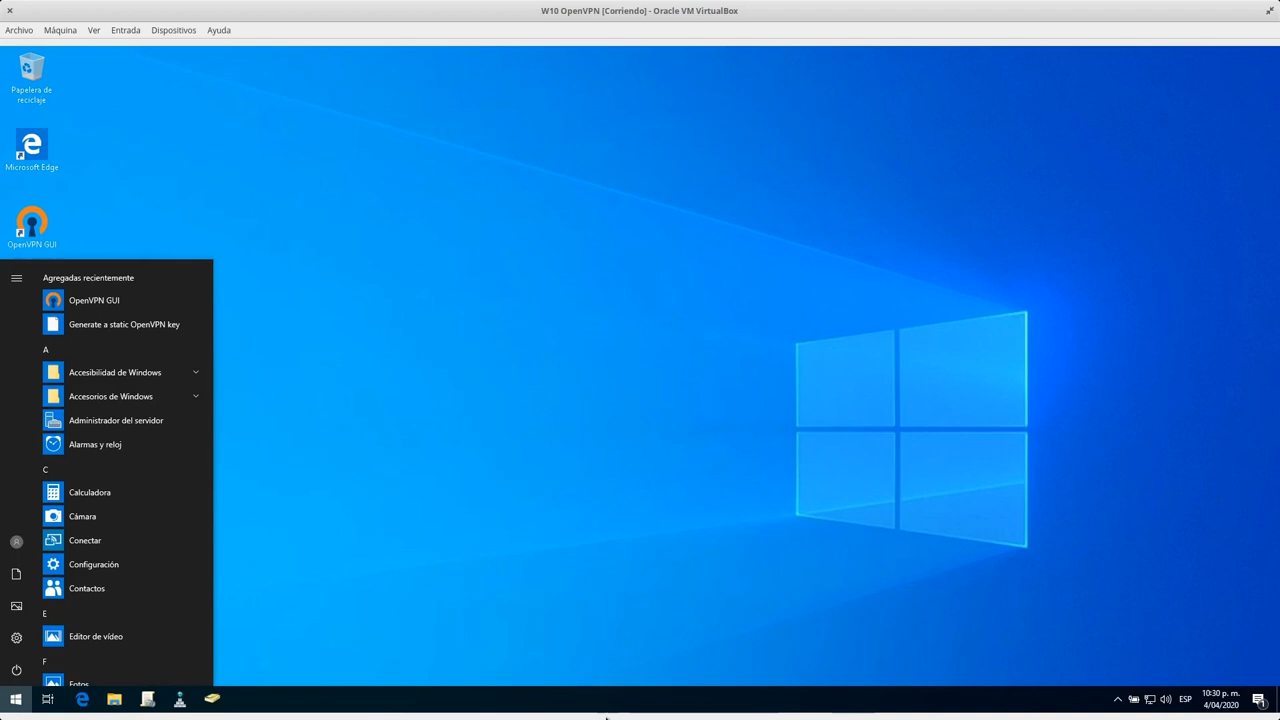 W10 OpenVPN [Corriendo] - Oracle VM VirtualBox
Archivo Máquina Ver Entrada Dispositivos Ayuda
Papelera de
reciclaje
Microsoft Edge
OpenVPN GUI
Agregadas recientemente
OpenVPN GUI
Generate a static OpenVPN key
A
Accesibilidad de Windows
Accesorios de Windows
Administrador del servidor
Alarmas y reloj
C
Calculadora
Cámara
Conectar
Configuración
Contactos
E
Editor de vídeo
F
Fotos
ESP
10:30 p. m.
4/04/2020
1